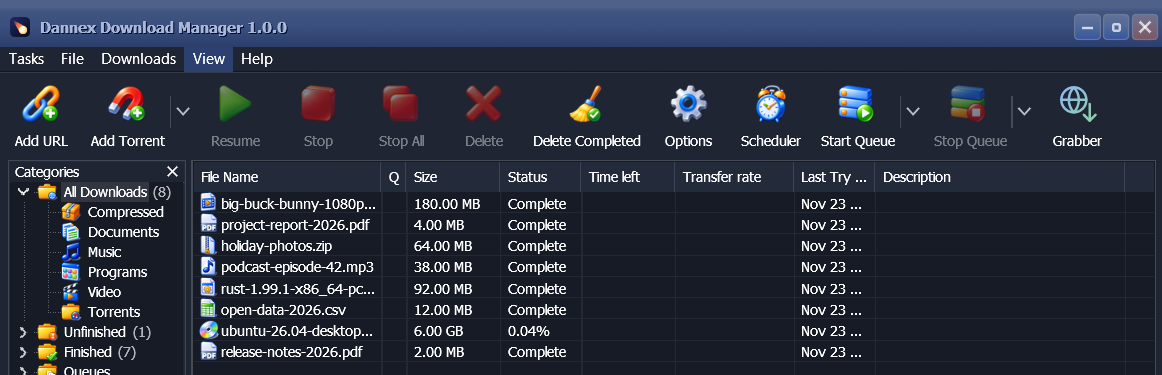 Dannex Download Manager 1.0.0
Tasks File Downloads View Help
Add URL Add Torrent Resume Stop Stop All Delete Delete Completed Options Scheduler Start Queue Stop Queue Grabber
Categories
All Downloads (8)
Compressed
Documents
Music
Programs
Video
Torrents
Unfinished (1)
Finished (7)
Queues
File Name Q Size Status Time left Transfer rate Last Try ... Description
big-buck-bunny-1080p... 180.00 MB Complete Nov 23 ...
project-report-2026.pdf 4.00 MB Complete Nov 23 ...
holiday-photos.zip 64.00 MB Complete Nov 23 ...
podcast-episode-42.mp3 38.00 MB Complete Nov 23 ...
rust-1.99.1-x86_64-pc... 92.00 MB Complete Nov 23 ...
open-data-2026.csv 12.00 MB Complete Nov 23 ...
ubuntu-26.04-desktop... 6.00 GB 0.04% Nov 23 ...
release-notes-2026.pdf 2.00 MB Complete Nov 23 ...